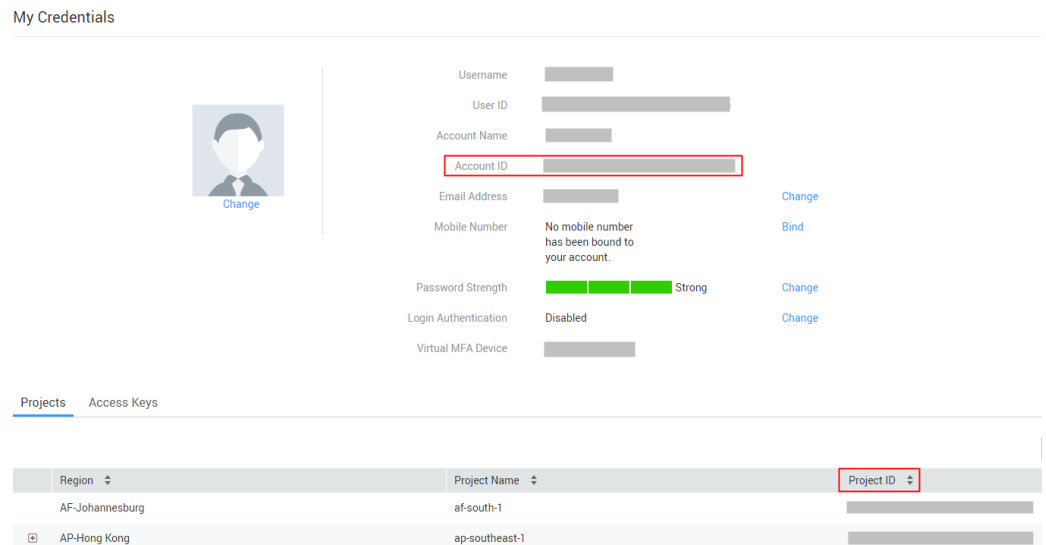 My Credentials
Username
User ID
Account Name
Account ID
Email Address Change
Change
Mobile Number No mobile number has been bound to your account. Bind
Password Strength Strong Change
Login Authentication Disabled Change
Virtual MFA Device
Projects Access Keys
Region Project Name Project ID
AF-Johannesburg af-south-1
AP-Hong Kong ap-southeast-1